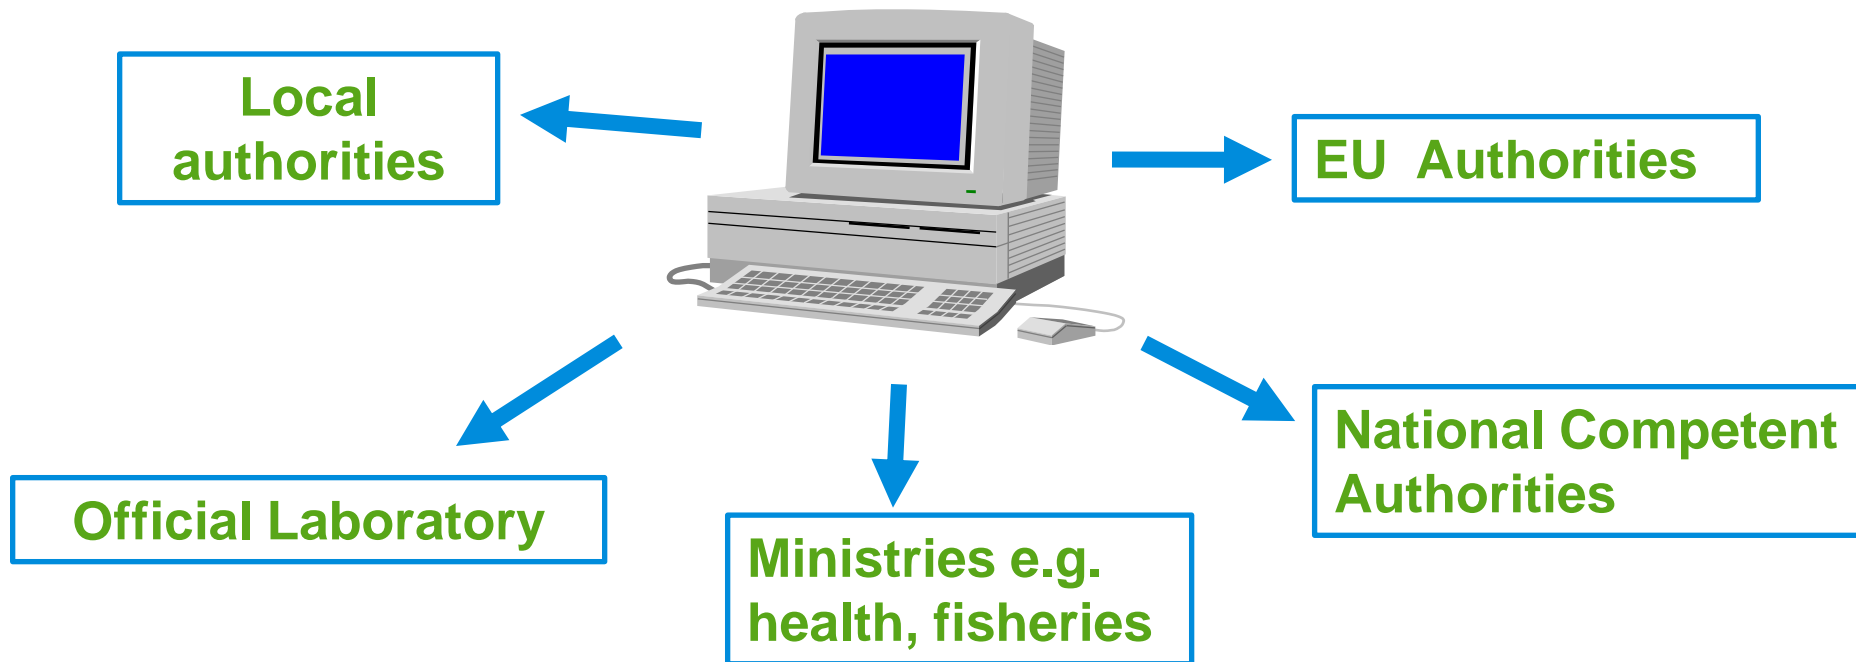 Local
authorities
EU Authorities
National Competent
Authorities
Official Laboratory
Ministries e.g.
health, fisheries